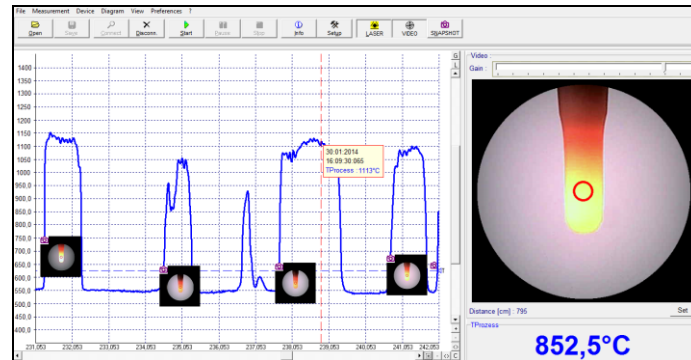 File Measurement Device Diagram View Preferences ?
Open Save Connect Disconn. Start Pause Stop Info Setup LASER VIDEO SNAPSHOT
G
L
1400
1350
1300
1250
1200
1150
1100
1050
1000
950,0
900,0
850,0
800,0
750,0
700,0
650,0
600,0
550,0
500,0
450,0
400,0
30.01.2014
16:09:30:065
TProcess : 1113°C
231,053 232,053 233,053 234,053 235,053 236,053 237,053 238,053 239,053 240,053 241,053 242,053
C
Video:
Gain :
Distance [cm] : 795
Set
TProzess
852,5°C